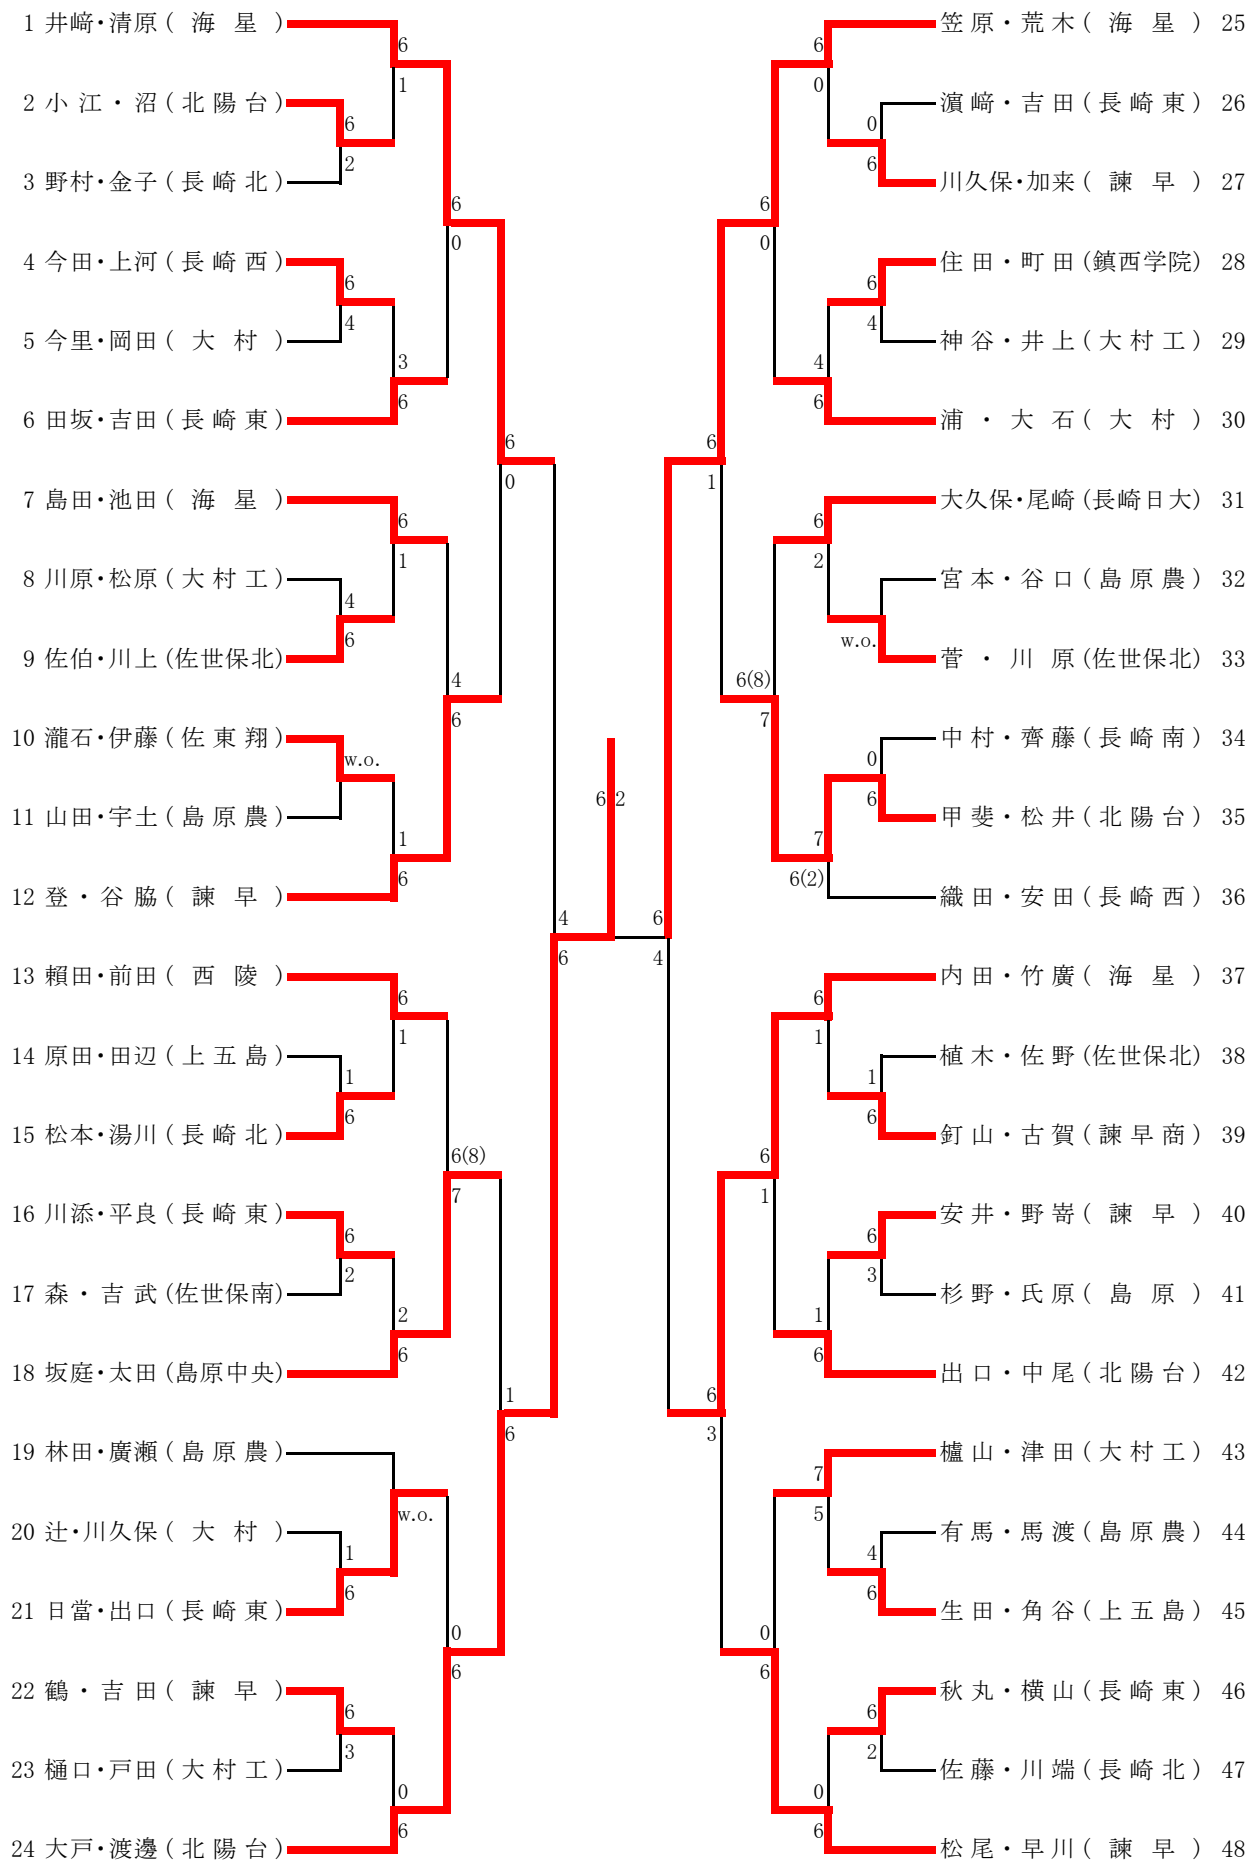 1 井﨑・清原 ( 海 星 )
6
1
2 小 江 ・ 沼 ( 北 陽 台 )
6
2
3 野村・金子 ( 長 崎 北 )
6
0
4 今田・上河 ( 長 崎 西 )
6
4
5 今里・岡田 ( 大 村 )
3
6
6 田坂・吉田 ( 長 崎 東 )
6
0
7 島田・池田 ( 海 星 )
6
1
8 川原・松原 ( 大 村 工 )
4
6
9 佐伯・川上 (佐世保北)
4
6
10 瀧石・伊藤 ( 佐 東 翔 )
w.o.
11 山田・宇土 ( 島 原 農 )
1
6
12 登 ・ 谷 脇 ( 諫 早 )
4
6
13 頼田・前田 ( 西 陵 )
6
1
14 原田・田辺 ( 上 五 島 )
1
6
15 松本・湯川 ( 長 崎 北 )
6(8)
7
16 川添・平良 ( 長 崎 東 )
6
2
17 森 ・ 吉 武 (佐世保南)
2
6
18 坂庭・太田 (島原中央)
1
6
19 林田・廣瀬 ( 島 原 農 )
w.o.
20 辻・川久保 ( 大 村 )
1
6
21 日當・出口 ( 長 崎 東 )
0
6
22 鶴 ・ 吉 田 ( 諫 早 )
6
3
23 樋口・戸田 ( 大 村 工 )
0
6
24 大戸・渡邊 ( 北 陽 台 )
6 2
笠 原 ・ 荒 木 ( 海 星 ) 25
6
0
濵 﨑 ・ 吉 田 ( 長 崎 東 ) 26
0
6
川久保・加来 ( 諫 早 ) 27
6
0
住 田 ・ 町 田 (鎮西学院) 28
6
4
神 谷 ・ 井 上 ( 大 村 工 ) 29
4
6
浦 ・ 大 石 ( 大 村 ) 30
6
1
大久保・尾崎 (長崎日大) 31
6
2
宮 本 ・ 谷 口 ( 島 原 農 ) 32
w.o.
菅 ・ 川 原 (佐世保北) 33
6(8)
7
中 村 ・ 齊 藤 ( 長 崎 南 ) 34
0
6
甲 斐 ・ 松 井 ( 北 陽 台 ) 35
7
6(2)
織 田 ・ 安 田 ( 長 崎 西 ) 36
6
4
内 田 ・ 竹 廣 ( 海 星 ) 37
6
1
植 木 ・ 佐 野 (佐世保北) 38
1
6
釘 山 ・ 古 賀 ( 諫 早 商 ) 39
6
1
安 井 ・ 野 嵜 ( 諫 早 ) 40
6
3
杉 野 ・ 氏 原 ( 島 原 ) 41
1
6
出 口 ・ 中 尾 ( 北 陽 台 ) 42
6
3
櫨 山 ・ 津 田 ( 大 村 工 ) 43
7
5
有 馬 ・ 馬 渡 ( 島 原 農 ) 44
4
6
生 田 ・ 角 谷 ( 上 五 島 ) 45
0
6
秋 丸 ・ 横 山 ( 長 崎 東 ) 46
6
2
佐 藤 ・ 川 端 ( 長 崎 北 ) 47
0
6
松 尾 ・ 早 川 ( 諫 早 ) 48